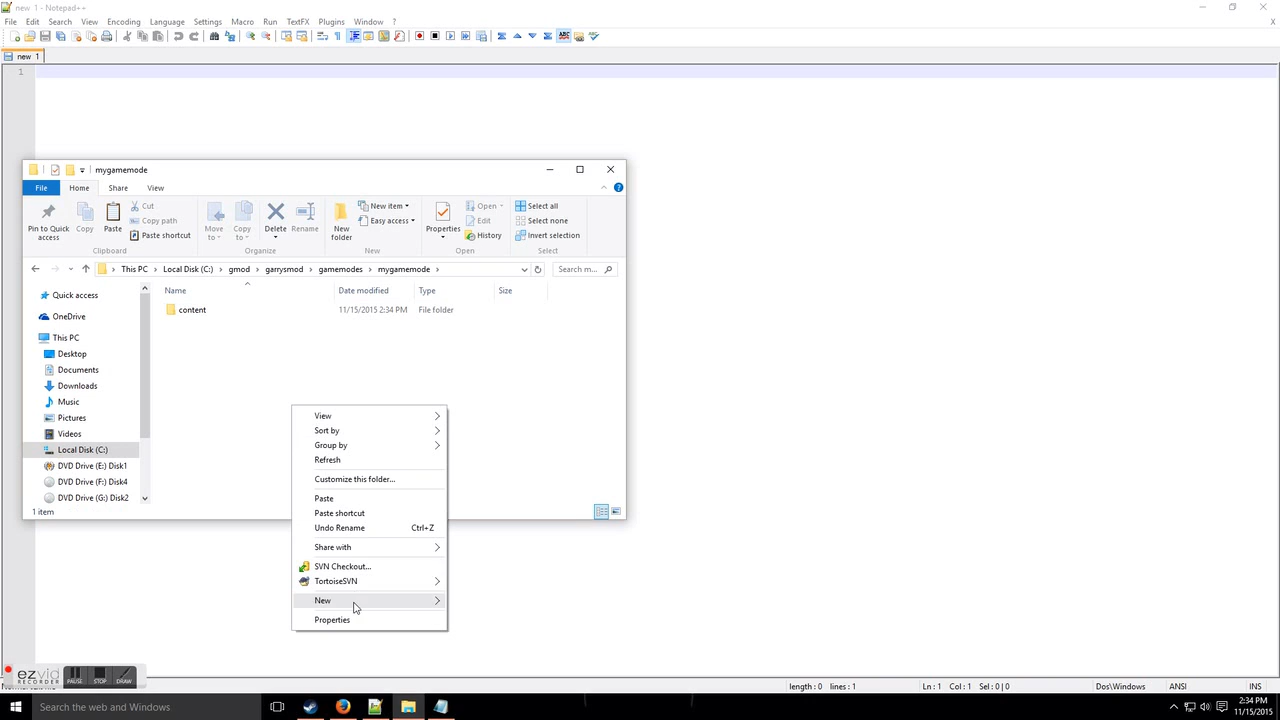 new 1 - Notepad++
File Edit Search View Encoding Language Settings Macro Run TextFX Plugins Window ?
X
new 1
1
mygamemode
File Home Share View
Pin to Quick access
Copy
Paste
Cut
Copy path
Paste shortcut
Clipboard
Move to
Copy to
Delete
Rename
Organize
New folder
New item
Easy access
New
Properties
Open
Edit
History
Open
Select all
Select none
Invert selection
Select
This PC > Local Disk (C:) > gmod > garrysmod > gamemodes > mygamemode >
Search m...
Name Date modified Type Size
content 11/15/2015 2:34 PM File folder
Quick access
OneDrive
This PC
Desktop
Documents
Downloads
Music
Pictures
Videos
Local Disk (C:)
DVD Drive (E:) Disk1
DVD Drive (F:) Disk4
DVD Drive (G:) Disk2
1 item
View
Sort by
Group by
Refresh
Customize this folder...
Paste
Paste shortcut
Undo Rename Ctrl+Z
Share with
SVN Checkout...
TortoiseSVN
New
Properties
ezvid
RECORDER
PAUSE STOP DRAW
length : 0 lines : 1 Ln : 1 Col : 1 Sel : 0 | 0 Dos\Windows ANSI INS
Search the web and Windows
2:34 PM
11/15/2015